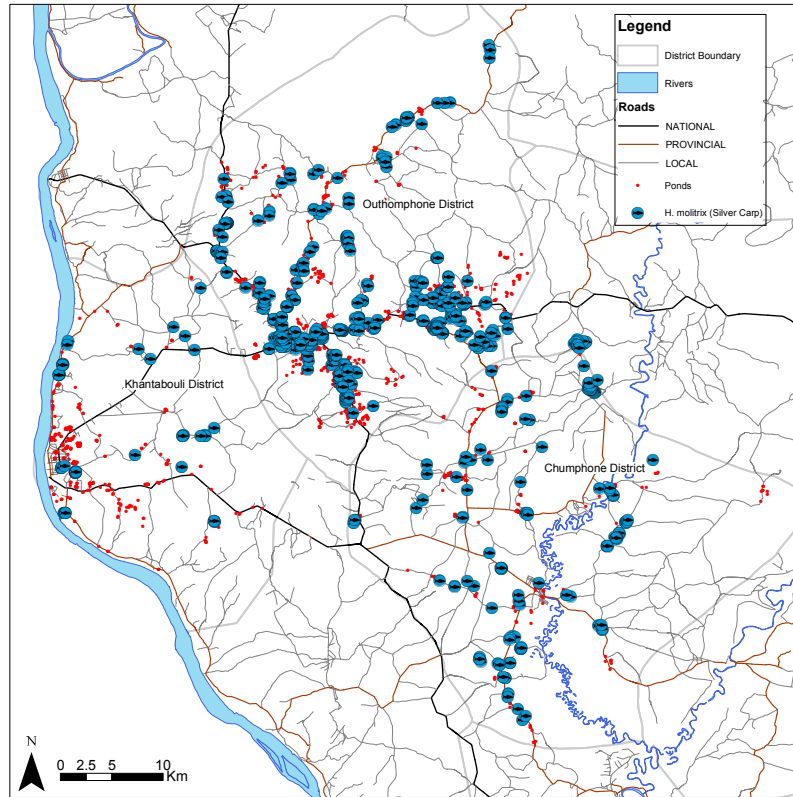 Legend
District Boundary
Rivers
Roads
NATIONAL
PROVINCIAL
LOCAL
Ponds
H. molitrix (Silver Carp)
Outhomphone District
Khantabouli District
Chumphone District
N
0 2.5 5 10
Km